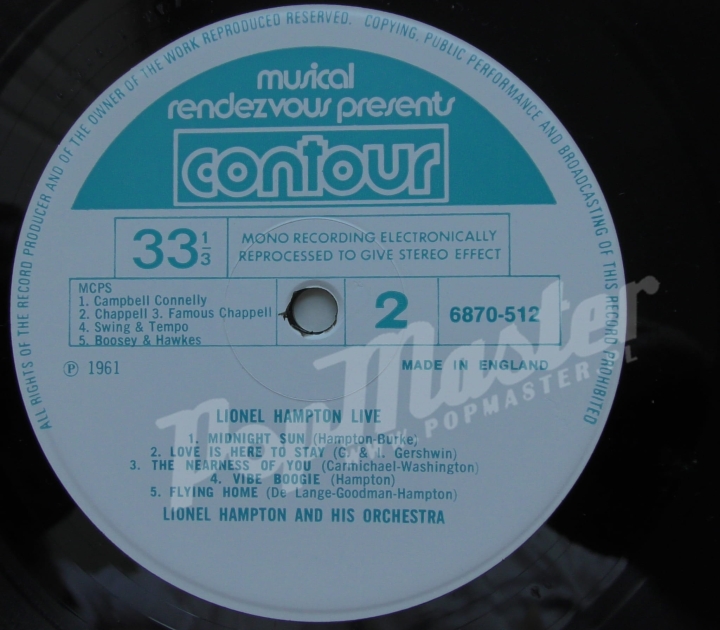 ALL RIGHTS OF THE RECORD PRODUCER AND OF THE OWNER OF THE WORK REPRODUCED RESERVED. COPYING, PUBLIC PERFORMANCE AND BROADCASTING OF THIS RECORD PROHIBITED
musical
rendezvous presents
contour
33 1/3
MONO RECORDING ELECTRONICALLY
REPROCESSED TO GIVE STEREO EFFECT
MCPS
1. Campbell Connelly
2. Chappell 3. Famous Chappell
4. Swing & Tempo
5. Boosey & Hawkes
2
6870-512
Ⓟ 1961
MADE IN ENGLAND
LIONEL HAMPTON LIVE
1. MIDNIGHT SUN (Hampton-Burke)
2. LOVE IS HERE TO STAY (G. & I. Gershwin)
3. THE NEARNESS OF YOU (Carmichael-Washington)
4. VIBE BOOGIE (Hampton)
5. FLYING HOME (De Lange-Goodman-Hampton)
LIONEL HAMPTON AND HIS ORCHESTRA
PopMaster
WWW.POPMASTER.PL